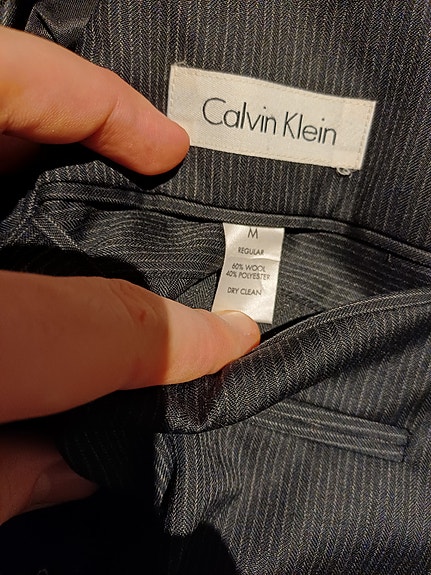 Calvin Klein
M
REGULAR
60% WOOL
40% POLYESTER
DRY CLEAN